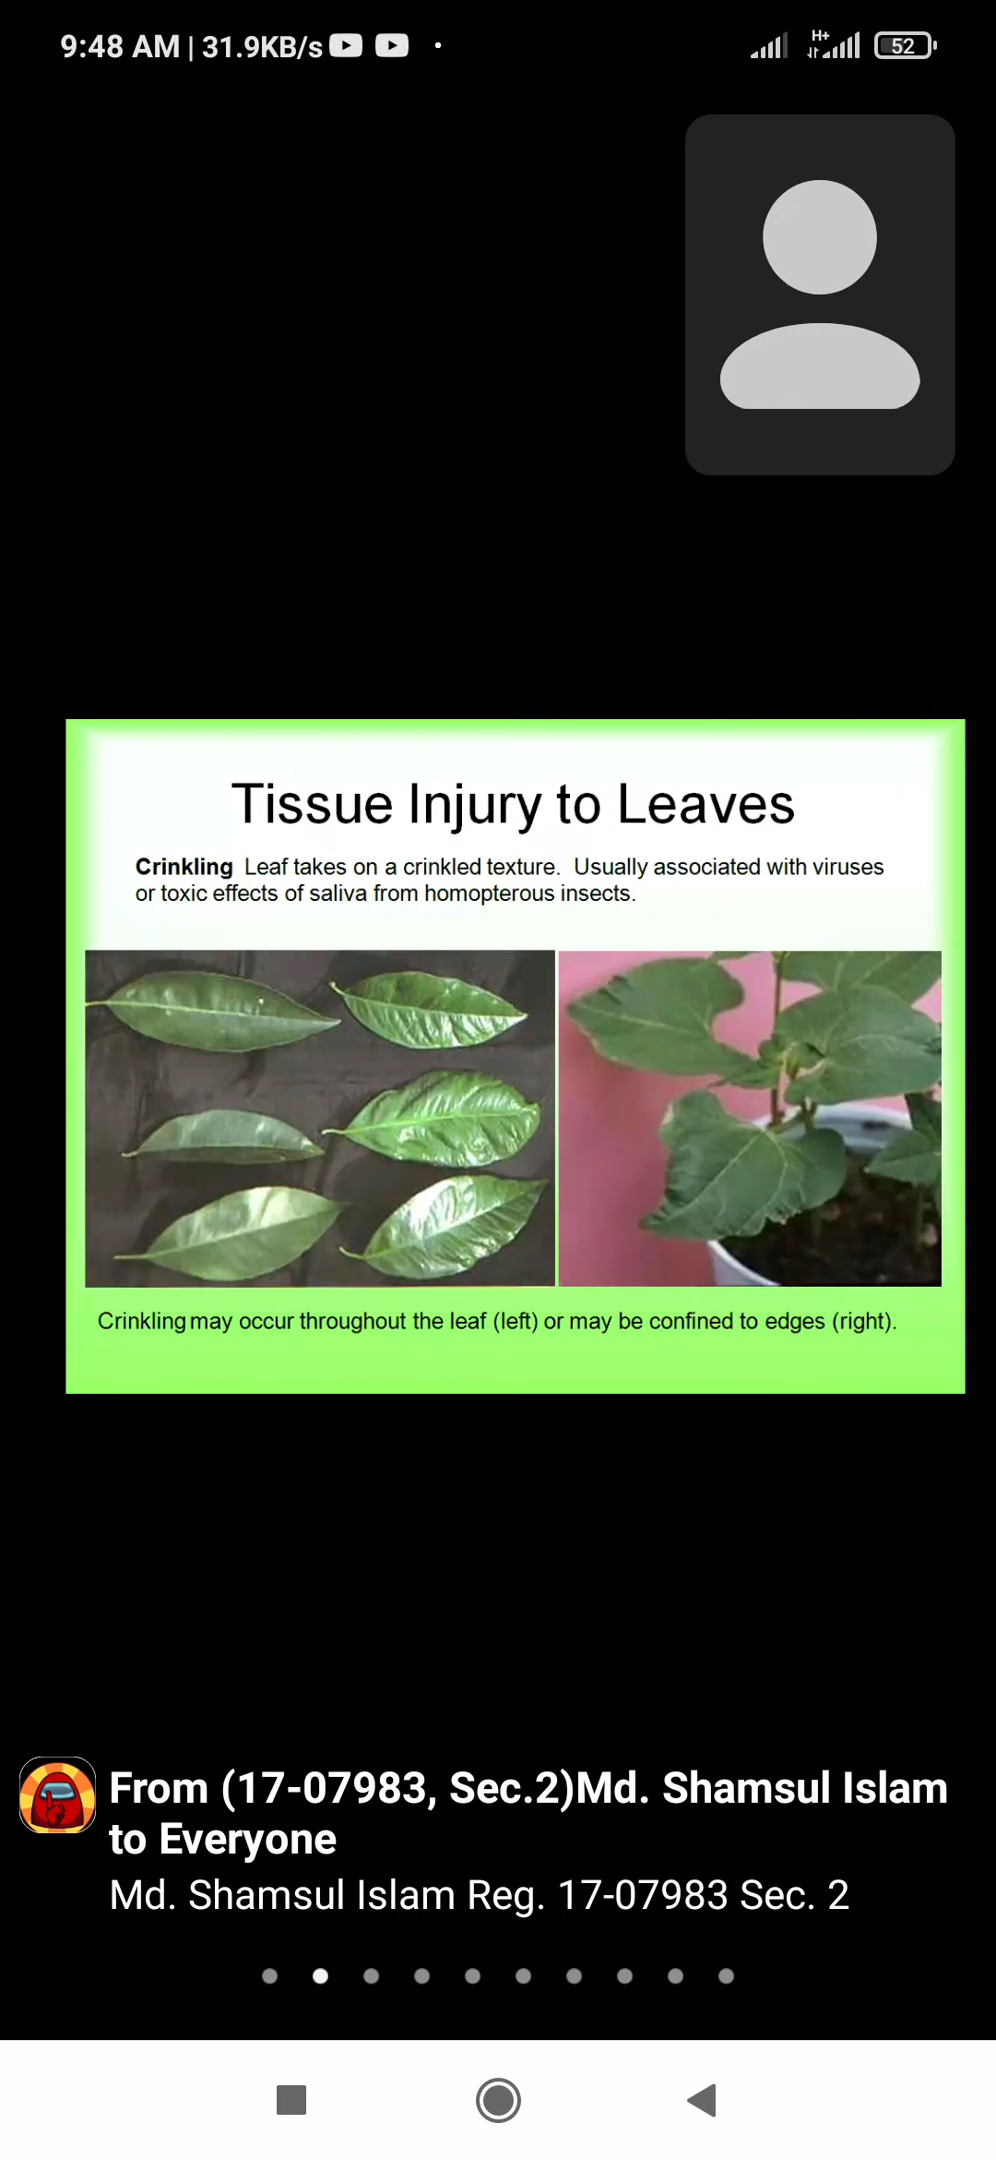 9:48 AM | 31.9KB/s
H+
52
Tissue Injury to Leaves
Crinkling Leaf takes on a crinkled texture. Usually associated with viruses
or toxic effects of saliva from homopterous insects.
Crinkling may occur throughout the leaf (left) or may be confined to edges (right).
From (17-07983, Sec.2)Md. Shamsul Islam
to Everyone
Md. Shamsul Islam Reg. 17-07983 Sec. 2